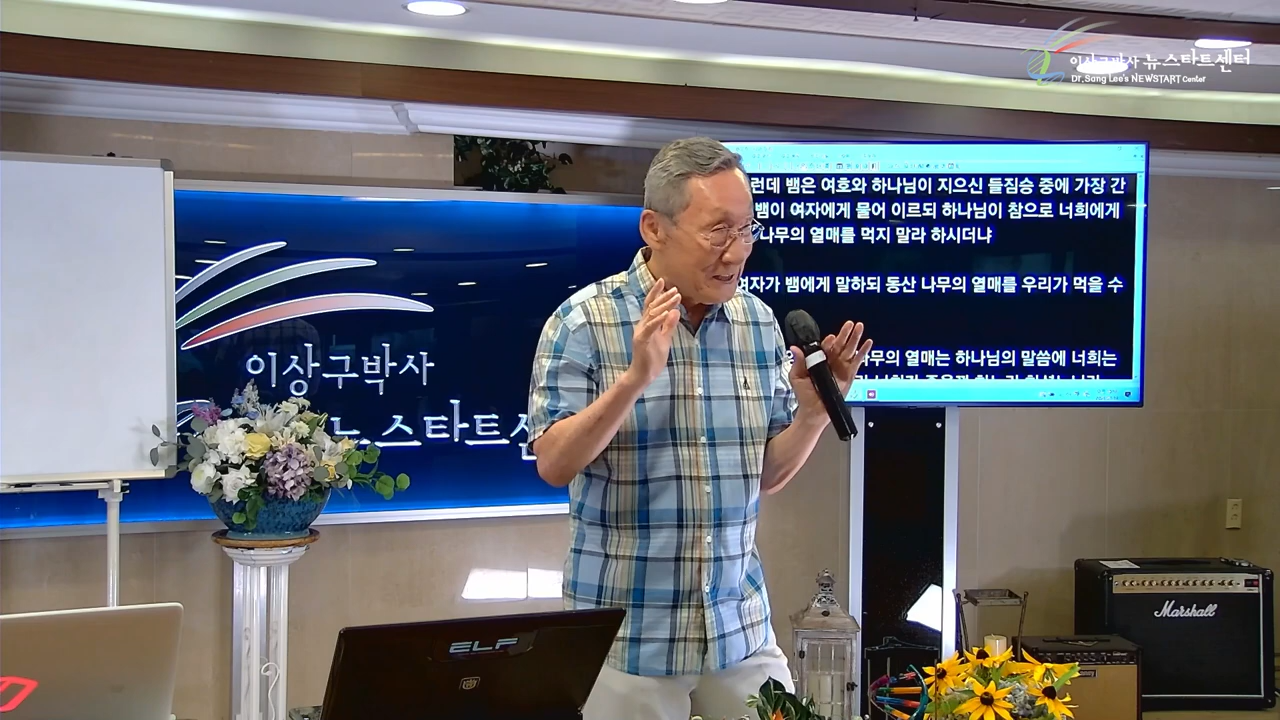 이상구박사 뉴스타트센터
Dr. Sang Lee's NEWSTART Center
런데 뱀은 여호와 하나님이 지으신 들짐승 중에 가장 간
뱀이 여자에게 물어 이르되 하나님이 참으로 너희에게
나무의 열매를 먹지 말라 하시더냐
여자가 뱀에게 말하되 동산 나무의 열매를 우리가 먹을 수
나무의 열매는 하나님의 말씀에 너희는
이상구박사
뉴스타트센
ELF
Marshall